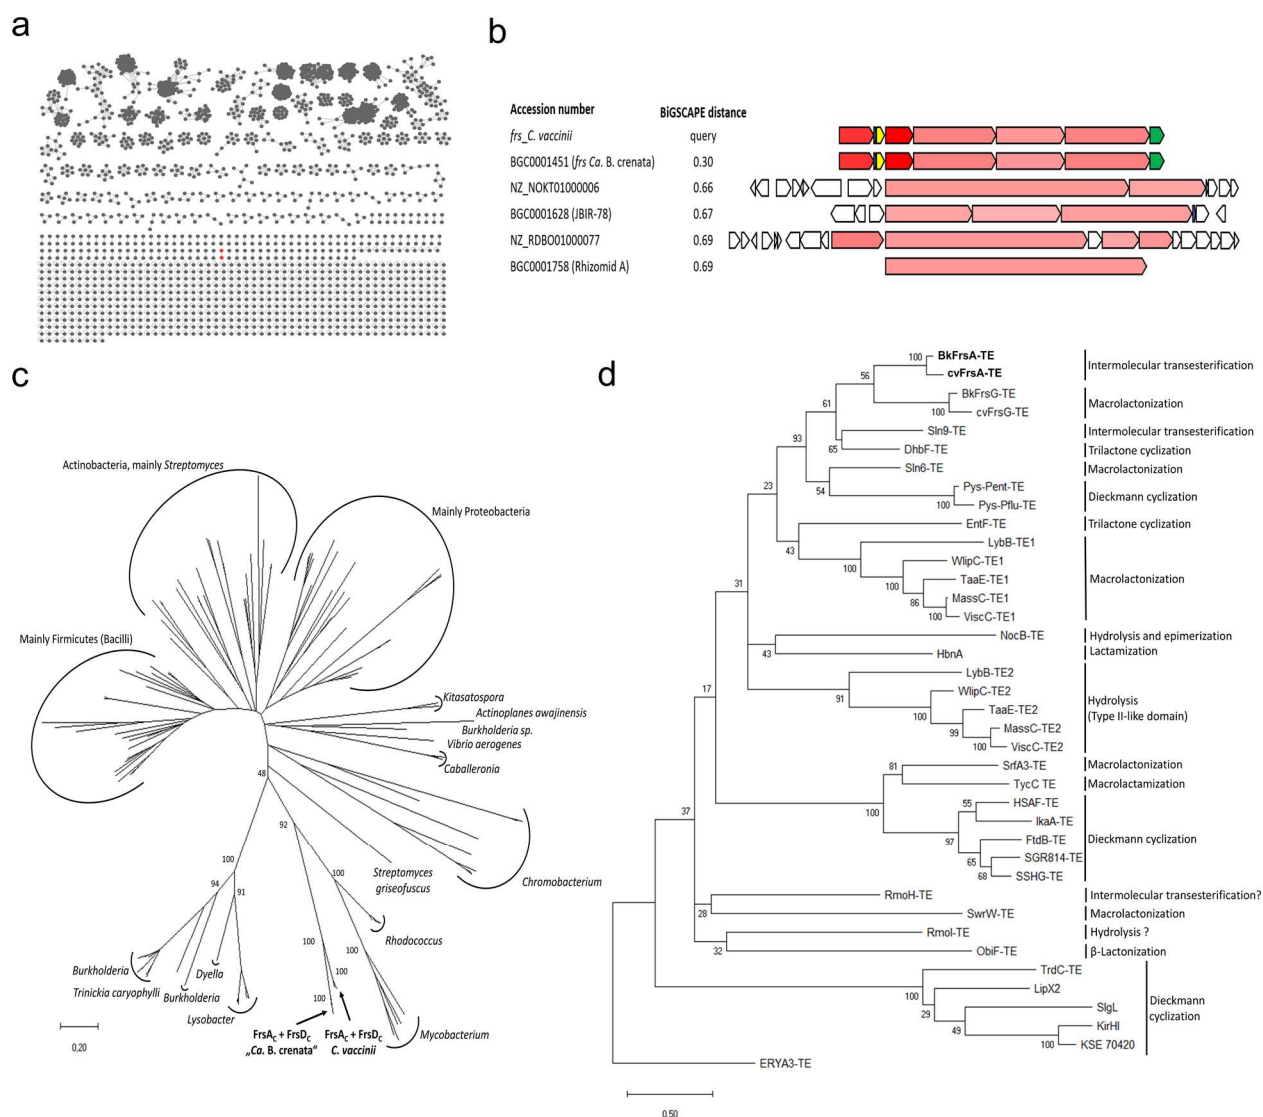 a
b
Accession number BiGSCAPE distance
frs_C. vaccinii query
BGC0001451 (frs Ca. B. crenata) 0.30
NZ_NOKT01000006 0.66
BGC0001628 (JBIR-78) 0.67
NZ_RDBO01000077 0.69
BGC0001758 (Rhizomid A) 0.69
c
Actinobacteria, mainly Streptomyces
Mainly Proteobacteria
Mainly Firmicutes (Bacilli)
Kitasatospora
Actinoplanes awajinensis
Burkholderia sp.
Vibrio aerogenes
Caballeronia
48
92
100
100
94
91
Streptomyces
griseofuscus
Chromobacterium
Rhodococcus
100
100
100
100
Burkholderia
Dyella
Trinickia caryophylli
Burkholderia
Lysobacter
FrsAC + FrsDC
„Ca. B. crenata“
FrsAC + FrsDC
C. vaccinii
Mycobacterium
0,20
d
100
BkFrsA-TE
cvFrsA-TE
Intermolecular transesterification
56
BkFrsG-TE
100
cvFrsG-TE
Macrolactonization
61
Sln9-TE
Intermolecular transesterification
65
DhbF-TE
Trilactone cyclization
93
Sln6-TE
Macrolactonization
54
Pys-Pent-TE
100
Pys-Pflu-TE
Dieckmann cyclization
23
EntF-TE
Trilactone cyclization
43
LybB-TE1
100
WlipC-TE1
100
TaaE-TE1
86
MassC-TE1
100
ViscC-TE1
Macrolactonization
31
NocB-TE
Hydrolysis and epimerization
43
HbnA
Lactamization
17
LybB-TE2
91
WlipC-TE2
100
TaaE-TE2
99
MassC-TE2
100
ViscC-TE2
Hydrolysis
(Type II-like domain)
SrfA3-TE
Macrolactonization
81
TycC TE
Macrolactamization
100
55
HSAF-TE
IkaA-TE
97
FtdB-TE
65
SGR814-TE
68
SSHG-TE
Dieckmann cyclization
37
RmoH-TE
Intermolecular transesterification?
28
SwrW-TE
Macrolactonization
RmoI-TE
Hydrolysis ?
32
ObiF-TE
β-Lactonization
TrdC-TE
100
LipX2
29
SlgL
49
KirHI
100
KSE 70420
Dieckmann
cyclization
ERYA3-TE
0.50